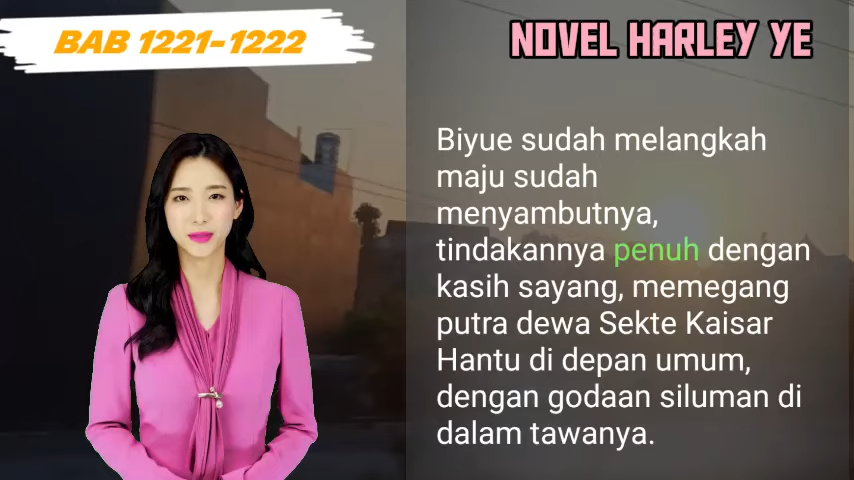 BAB 1221-1222
NOVEL HARLEY YE
Biyue sudah melangkah
maju sudah
menyambutnya,
tindakannya penuh dengan
kasih sayang, memegang
putra dewa Sekte Kaisar
Hantu di depan umum,
dengan godaan siluman di
dalam tawanya.